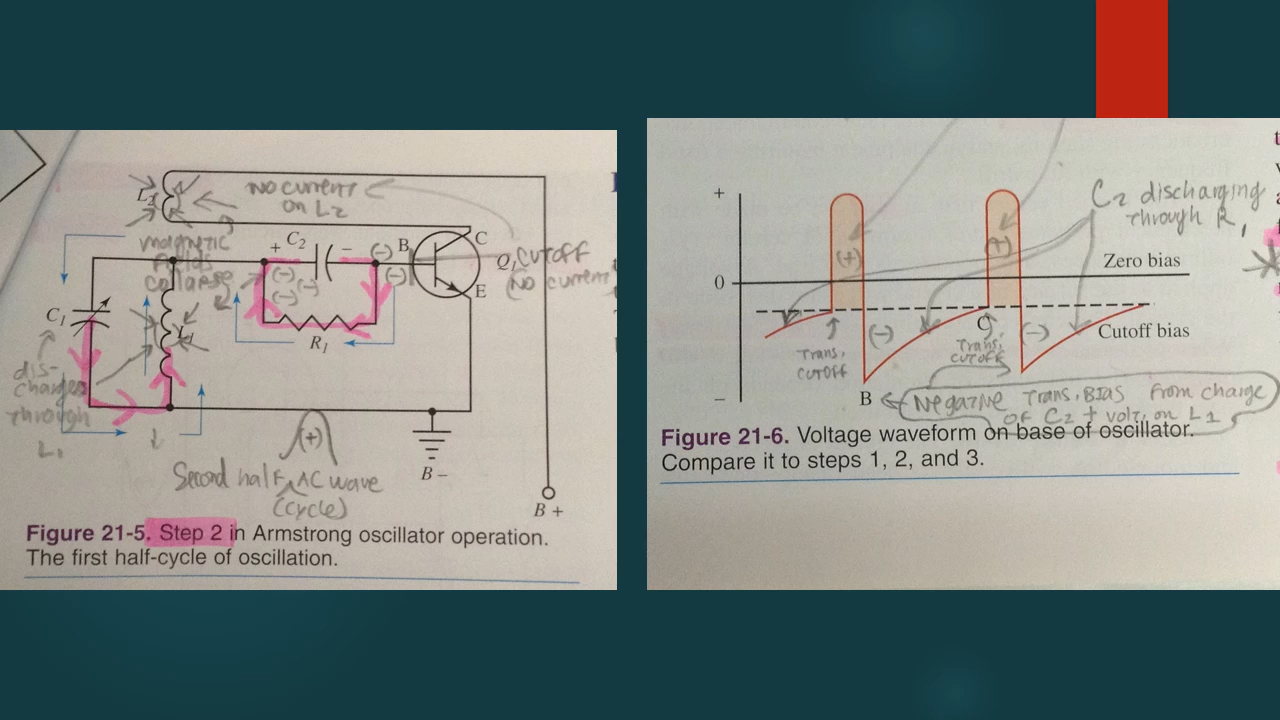 L2
No current
on L2
magnetic
fields
collapse
+ C2 −
(−)
B
C
Q1
CUTOFF
(No current
(−)
(−)
(−)
(−)
E
C1
L1
R1
dis-
charges
through
L1
(+)
Second half AC wave
(cycle)
B −
B +
Figure 21-5. Step 2 in Armstrong oscillator operation.
The first half-cycle of oscillation.
+
C2 discharging
through R1
(+)
(+)
Zero bias
0
C
Cutoff bias
Trans.
CUTOFF
(−)
Trans.
CUTOFF
(−)
−
B
Negative Trans. BIAS From charge
of C2 + volt. on L1
Figure 21-6. Voltage waveform on base of oscillator.
Compare it to steps 1, 2, and 3.